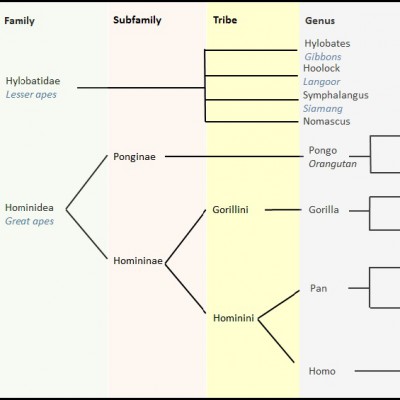 Family Subfamily Tribe Genus
Hylobates
Gibbons
Hoolock
Langoor
Hylobatidae
Lesser apes
Symphalangus
Siamang
Nomascus
Ponginae
Pongo
Orangutan
Hominidea
Great apes
Gorillini
Gorilla
Homininae
Pan
Hominini
Homo